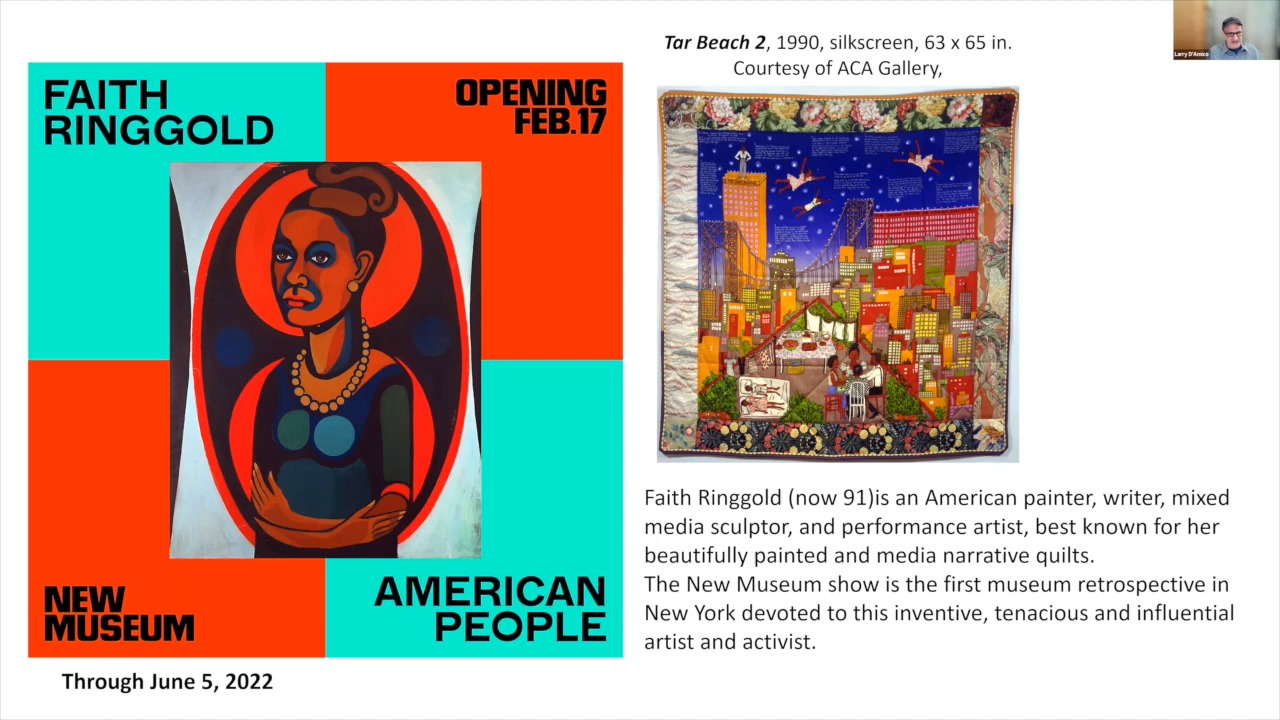 FAITH
RINGGOLD
OPENING
FEB.17
NEW
MUSEUM
AMERICAN
PEOPLE
Through June 5, 2022
Tar Beach 2, 1990, silkscreen, 63 x 65 in.
Courtesy of ACA Gallery,
Faith Ringgold (now 91)is an American painter, writer, mixed
media sculptor, and performance artist, best known for her
beautifully painted and media narrative quilts.
The New Museum show is the first museum retrospective in
New York devoted to this inventive, tenacious and influential
artist and activist.
Larry D'Amico